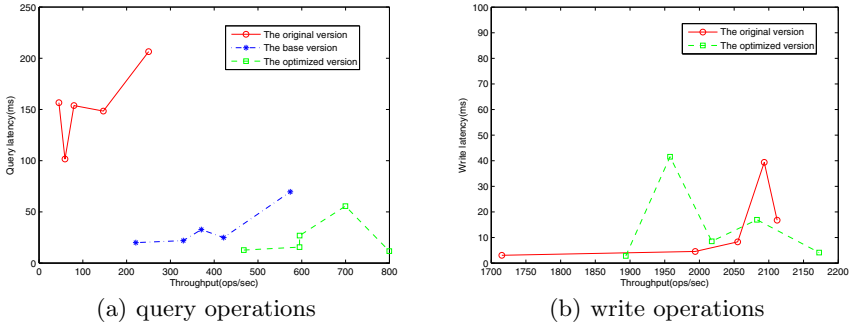 250
200
150
100
50
0
Query latency(ms)
The original version
The base version
The optimized version
0 100 200 300 400 500 600 700 800
Throughput(ops/sec)
(a) query operations
100
90
80
70
60
50
40
30
20
10
0
Write latency(ms)
The original version
The optimized version
1700 1750 1800 1850 1900 1950 2000 2050 2100 2150 2200
Throughput(ops/sec)
(b) write operations